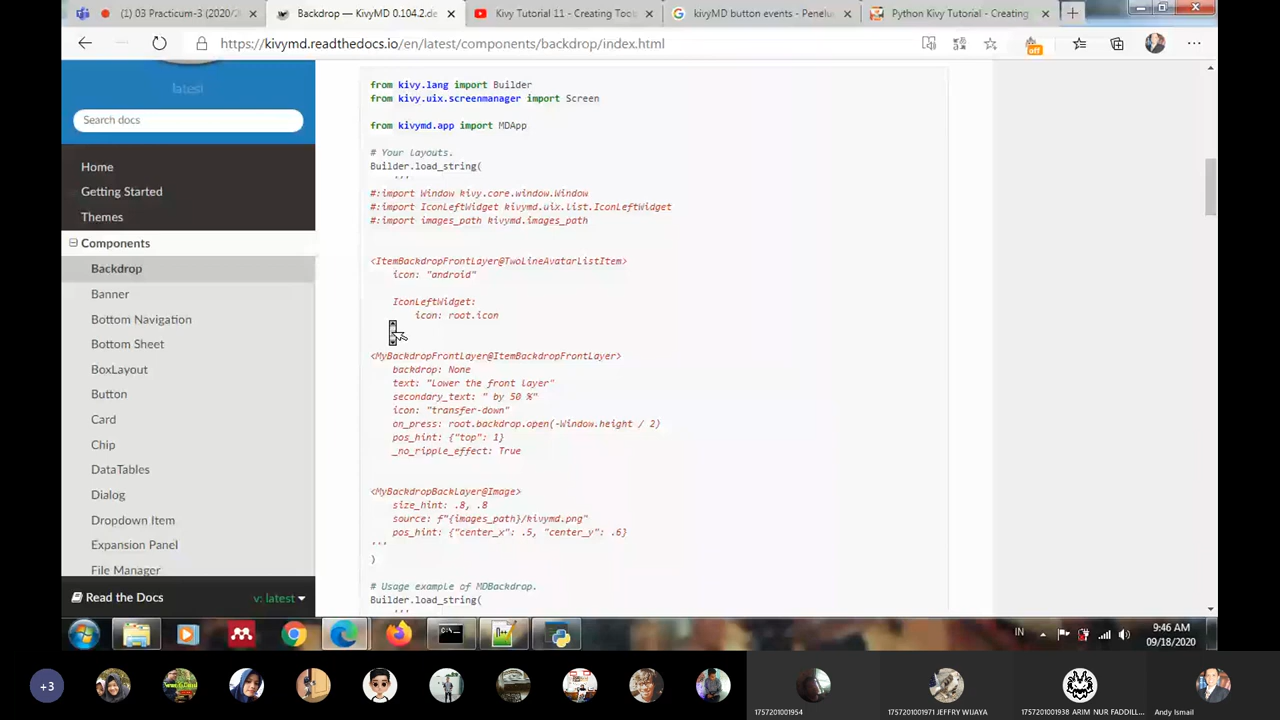 (1) 03 Practicum-3 (2020/2
Backdrop — KivyMD 0.104.2.de
Kivy Tutorial 11 - Creating Too
kivyMD button events - Penelu
Python Kivy Tutorial - Creating
https://kivymd.readthedocs.io/en/latest/components/backdrop/index.html
off
latest
Search docs
Home
Getting Started
Themes
Components
Backdrop
Banner
Bottom Navigation
Bottom Sheet
BoxLayout
Button
Card
Chip
DataTables
Dialog
Dropdown Item
Expansion Panel
File Manager
Read the Docs
v: latest
from kivy.lang import Builder
from kivy.uix.screenmanager import Screen
from kivymd.app import MDApp
# Your layouts.
Builder.load_string(
'''
#:import Window kivy.core.window.Window
#:import IconLeftWidget kivymd.uix.list.IconLeftWidget
#:import images_path kivymd.images_path
<ItemBackdropFrontLayer@TwoLineAvatarListItem>
icon: "android"
IconLeftWidget:
icon: root.icon
<MyBackdropFrontLayer@ItemBackdropFrontLayer>
backdrop: None
text: "Lower the front layer"
secondary_text: " by 50 %"
icon: "transfer-down"
on_press: root.backdrop.open(-Window.height / 2)
pos_hint: {"top": 1}
_no_ripple_effect: True
<MyBackdropBackLayer@Image>
size_hint: .8, .8
source: f"{images_path}/kivymd.png"
pos_hint: {"center_x": .5, "center_y": .6}
'''
)
# Usage example of MDBackdrop.
Builder.load_string(
'''
IN
9:46 AM
09/18/2020
+3
1757201001954
1757201001971 JEFFRY WIJAYA
1757201001938 ARIM NUR FADDILL...
Andy Ismail